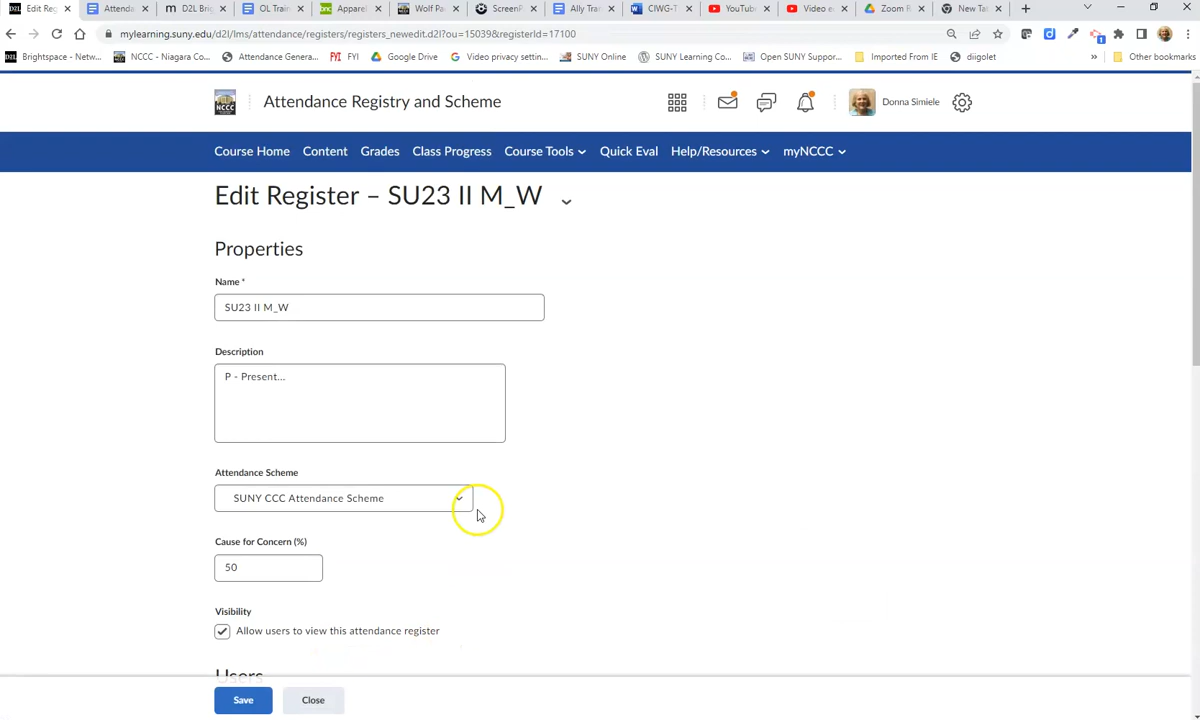 Edit Reg
Attenda
D2L Brig
OL Train
Apparel
Wolf Pa
ScreenP
Ally Tra
CIWG-T
YouTube
Video e
Zoom R
New Ta
mylearning.suny.edu/d2l/lms/attendance/registers/registers_newedit.d2l?ou=15039&registerId=17100
Brightspace - Netw...
NCCC - Niagara Co...
Attendance Genera...
FYI
Google Drive
Video privacy settin...
SUNY Online
SUNY Learning Co...
Open SUNY Suppor...
Imported From IE
diigolet
Other bookmarks
NCCC
Attendance Registry and Scheme
Donna Simiele
Course Home Content Grades Class Progress Course Tools Quick Eval Help/Resources myNCCC
Edit Register – SU23 II M_W
Properties
Name *
SU23 II M_W
Description
P - Present...
Attendance Scheme
SUNY CCC Attendance Scheme
Cause for Concern (%)
50
Visibility
Allow users to view this attendance register
Users
Save Close